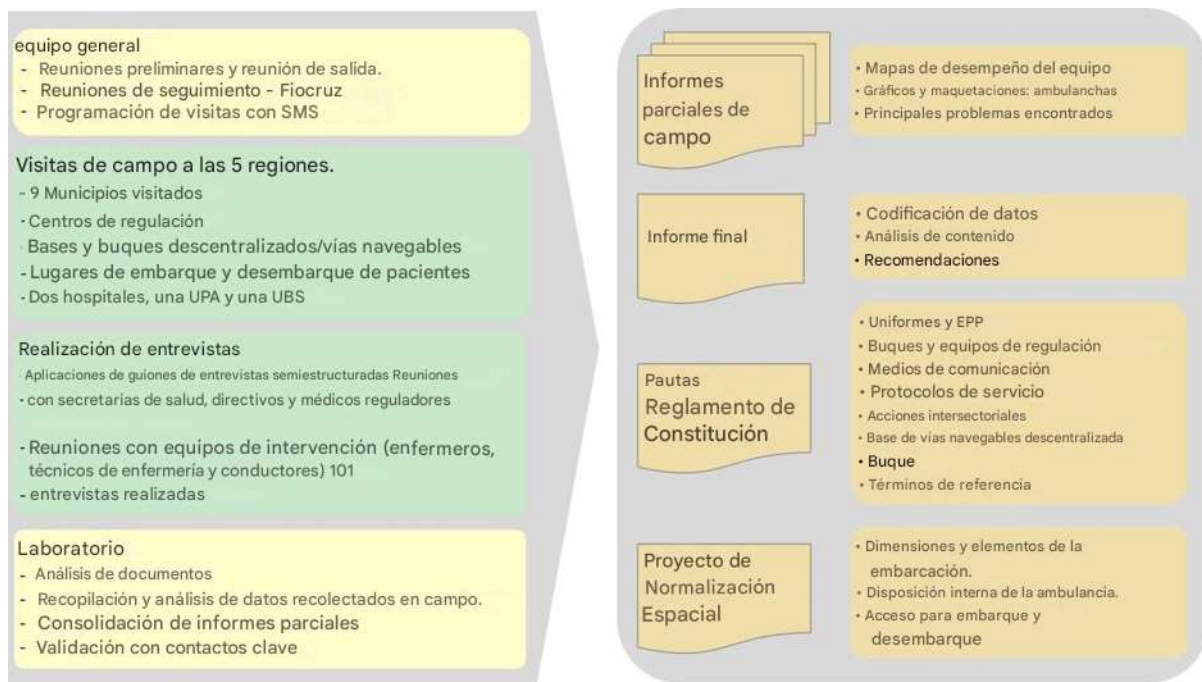 equipo general
- Reuniones preliminares y reunión de salida.
- Reuniones de seguimiento - Fiocruz
- Programación de visitas con SMS
Visitas de campo a las 5 regiones.
- 9 Municipios visitados
- Centros de regulación
· Bases y buques descentralizados/vías navegables
- Lugares de embarque y desembarque de pacientes
- Dos hospitales, una UPA y una UBS
Realización de entrevistas
· Aplicaciones de guiones de entrevistas semiestructuradas Reuniones
· con secretarias de salud, directivos y médicos reguladores
- Reuniones con equipos de intervención (enfermeros,
técnicos de enfermería y conductores) 101
- entrevistas realizadas
Laboratorio
- Análisis de documentos
- Recopilación y análisis de datos recolectados en campo.
- Consolidación de informes parciales
- Validación con contactos clave
Informes
parciales de
campo
• Mapas de desempeño del equipo
• Gráficos y maquetaciones: ambulanchas
• Principales problemas encontrados
Informe final
• Codificación de datos
• Análisis de contenido
• Recomendaciones
Pautas
Reglamento de
Constitución
• Uniformes y EPP
• Buques y equipos de regulación
• Medios de comunicación
• Protocolos de servicio
• Acciones intersectoriales
• Base de vías navegables descentralizada
• Buque
• Términos de referencia
Proyecto de
Normalización
Espacial
• Dimensiones y elementos de la
embarcación.
• Disposición interna de la ambulancia.
• Acceso para embarque y
desembarque